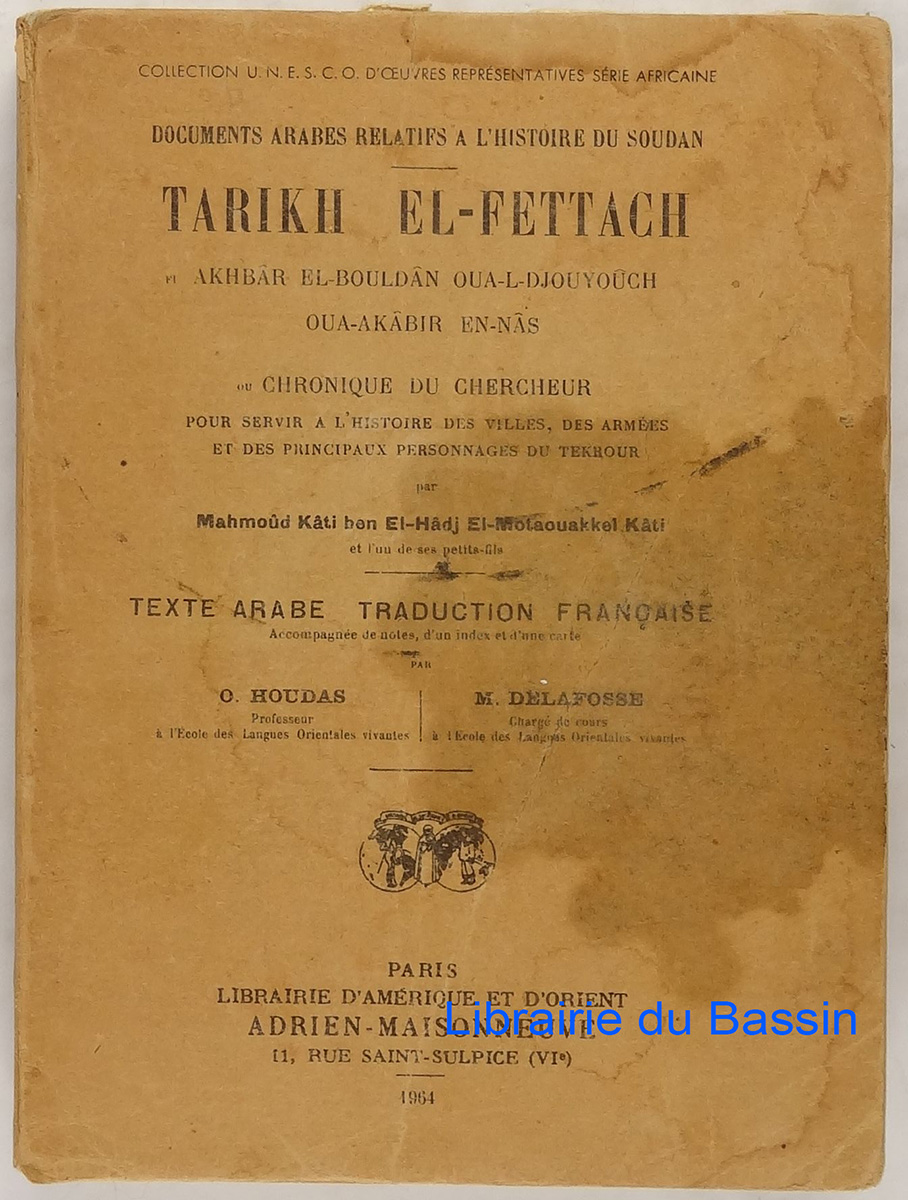 COLLECTION U. N. E. S. C. O. D'ŒUVRES REPRÉSENTATIVES SÉRIE AFRICAINE
DOCUMENTS ARABES RELATIFS A L'HISTOIRE DU SOUDAN
TARIKH EL-FETTACH
FI AKHBÂR EL-BOULDÂN OUA-L-DJOUYOÛCH
OUA-AKÂBIR EN-NÂS
OU CHRONIQUE DU CHERCHEUR
POUR SERVIR A L'HISTOIRE DES VILLES, DES ARMÉES
ET DES PRINCIPAUX PERSONNAGES DU TEKROUR
par
Mahmoûd Kâti ben El-Hâdj El-Motaouakkel Kâti
et l'un de ses petits-fils
TEXTE ARABE TRADUCTION FRANÇAISE
Accompagnée de notes, d'un index et d'une carte
PAR
O. HOUDAS
Professeur
à l'Ecole des Langues Orientales vivantes
M. DELAFOSSE
Chargé de cours
à l'Ecole des Langues Orientales vivantes
PARIS
LIBRAIRIE D'AMÉRIQUE ET D'ORIENT
ADRIEN-MAISONNEUVE
11, RUE SAINT-SULPICE (VIe)
1964
Librairie du Bassin